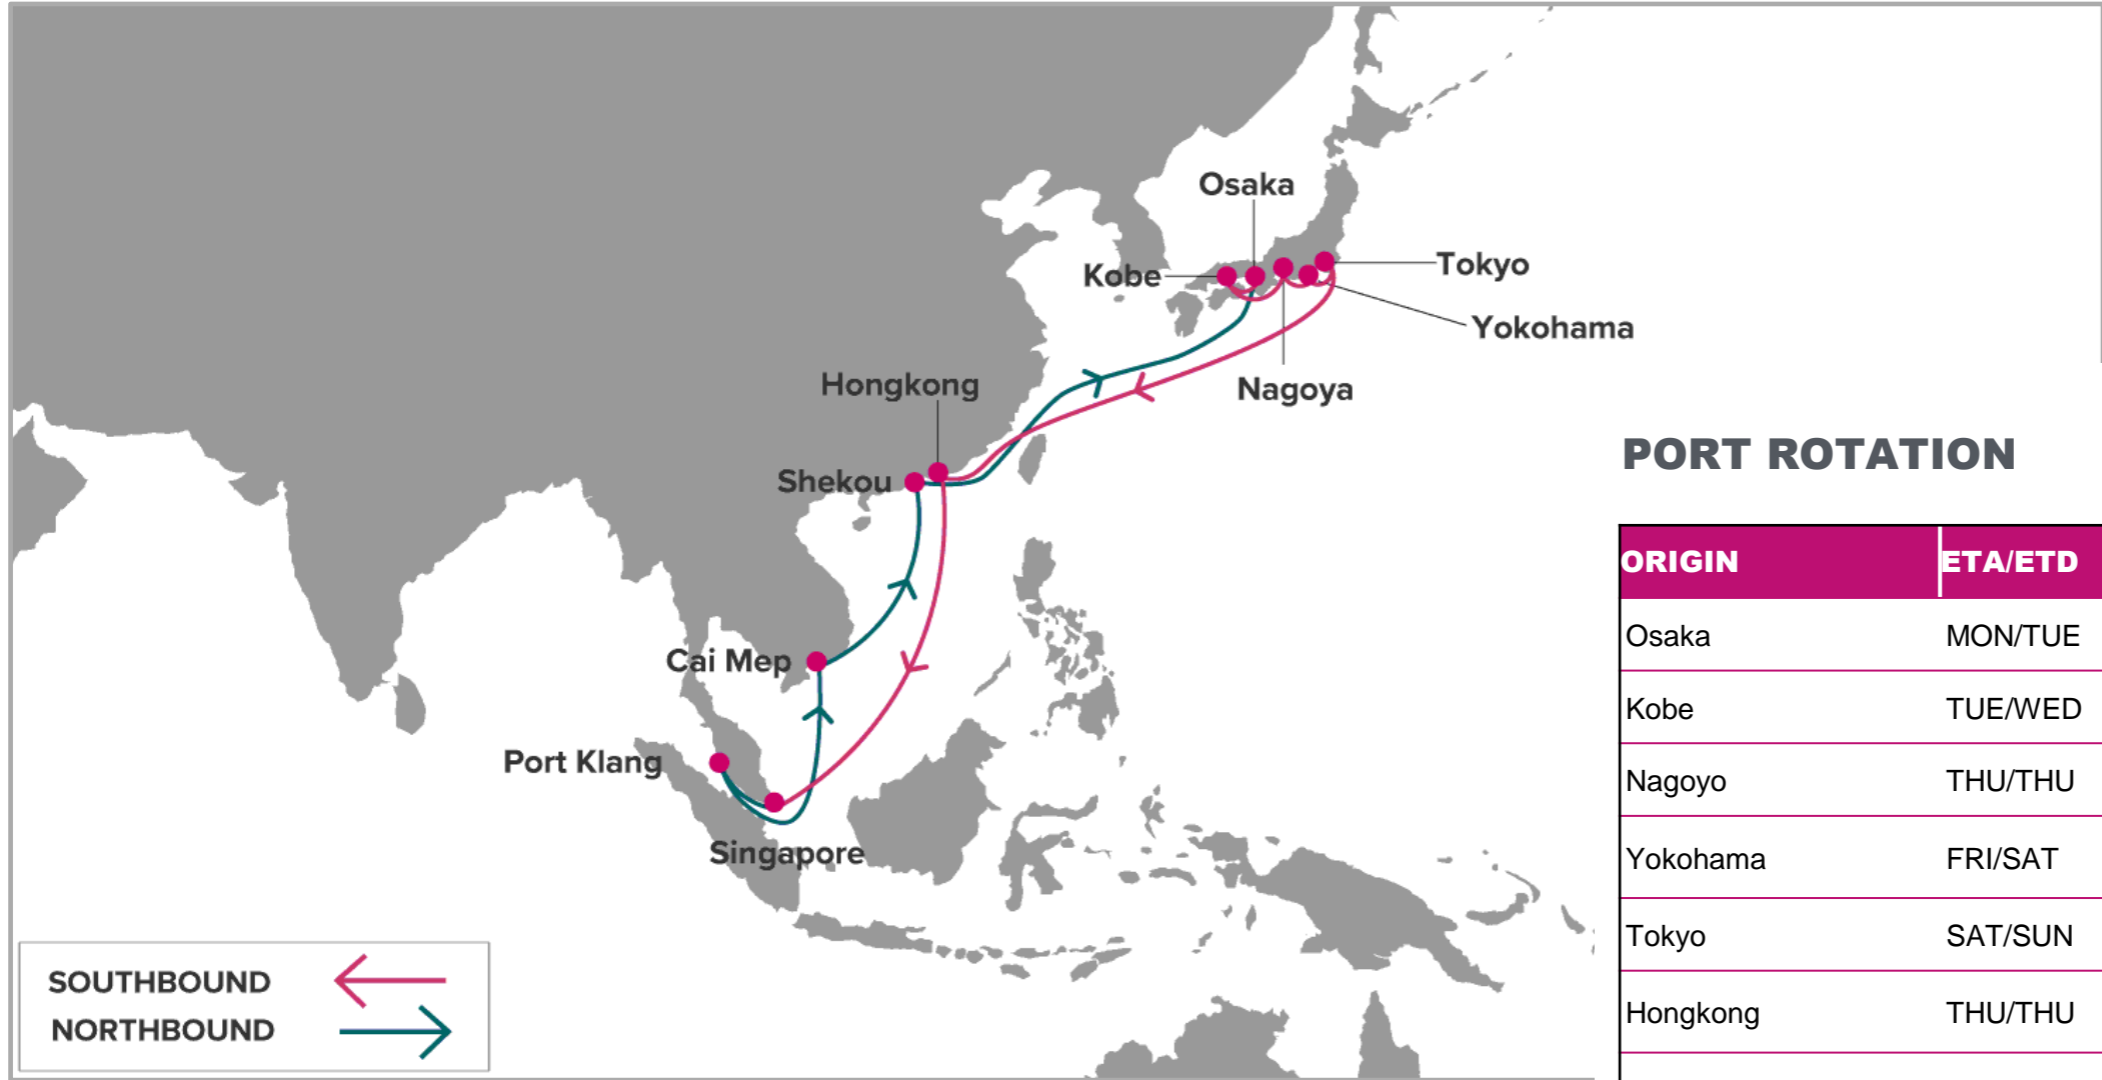 Osaka
Kobe
Tokyo
Yokohama
Nagoya
Hongkong
Shekou
Cai Mep
Port Klang
Singapore
SOUTHBOUND
NORTHBOUND
PORT ROTATION
ORIGIN ETA/ETD
Osaka MON/TUE
Kobe TUE/WED
Nagoyo THU/THU
Yokohama FRI/SAT
Tokyo SAT/SUN
Hongkong THU/THU